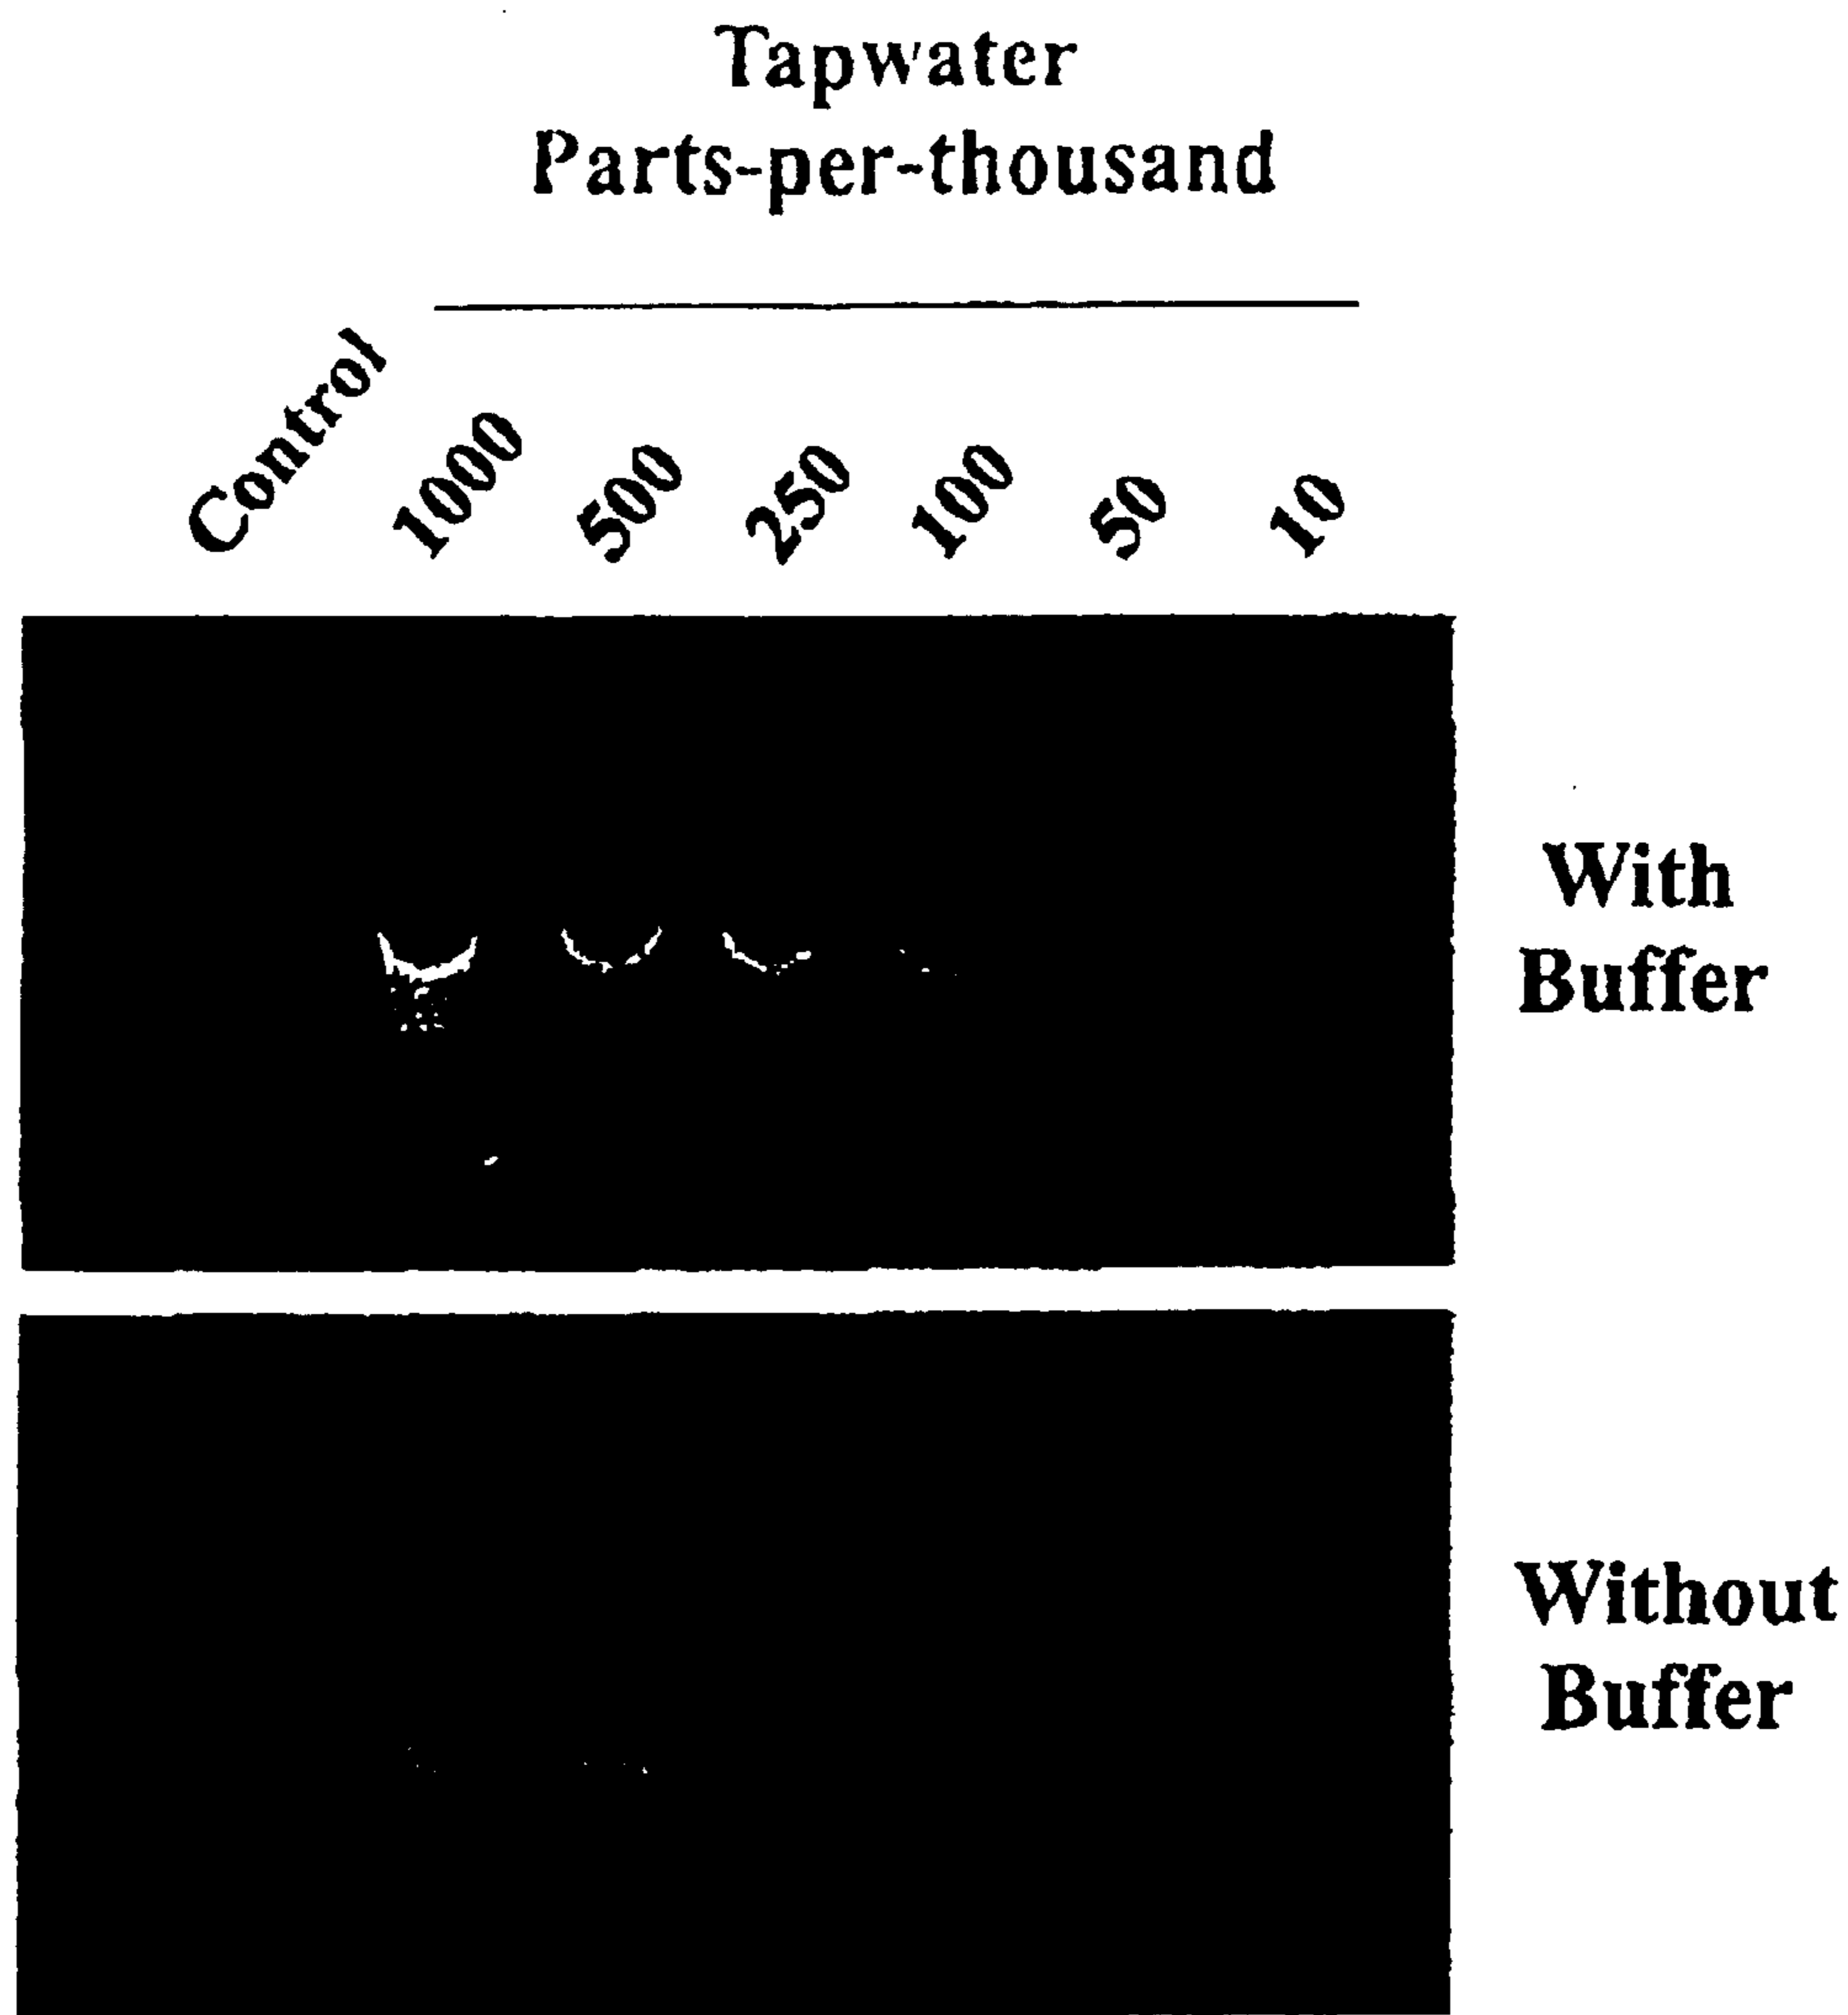 Tapwater
Parts-per-thousand
Control
1000
500
250
100
50
10
With
Buffer
Without
Buffer